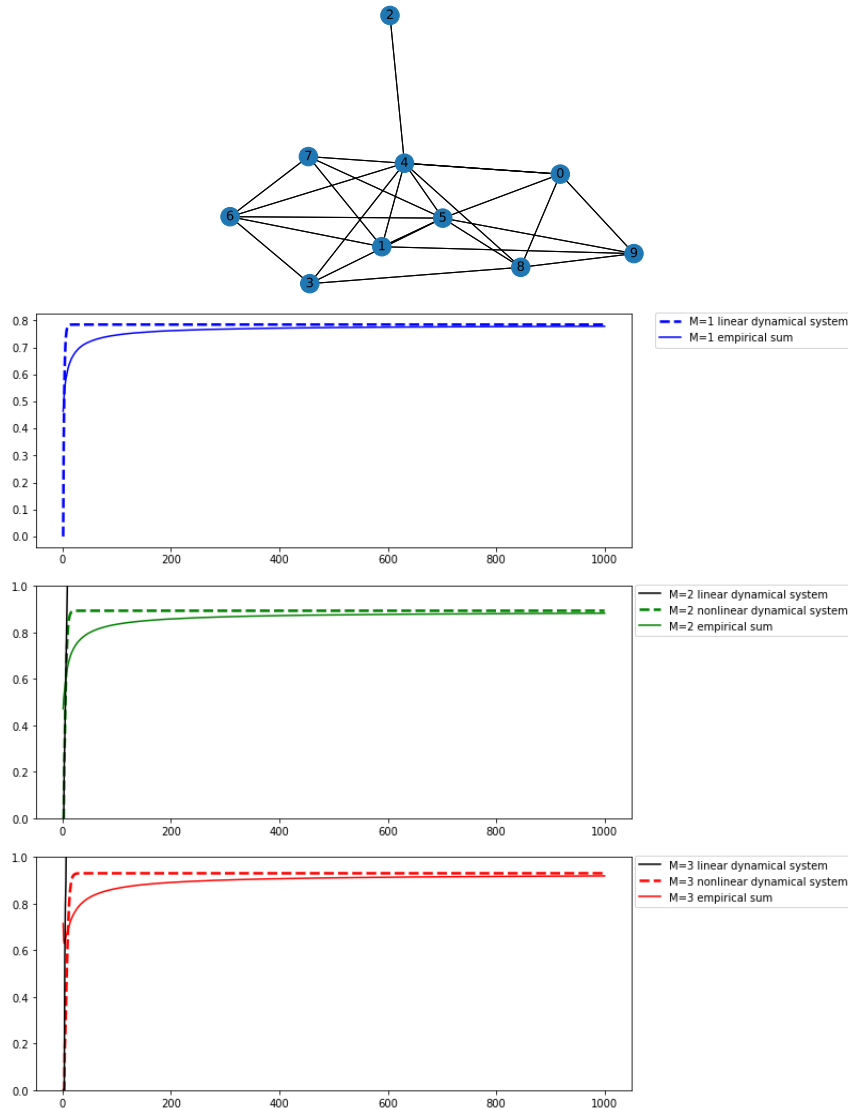 2
7
4
0
6
5
1
9
8
3
0.8
0.7
0.6
0.5
0.4
0.3
0.2
0.1
0.0
0 200 400 600 800 1000
M=1 linear dynamical system
M=1 empirical sum
1.0
0.8
0.6
0.4
0.2
0.0
0 200 400 600 800 1000
M=2 linear dynamical system
M=2 nonlinear dynamical system
M=2 empirical sum
1.0
0.8
0.6
0.4
0.2
0.0
0 200 400 600 800 1000
M=3 linear dynamical system
M=3 nonlinear dynamical system
M=3 empirical sum